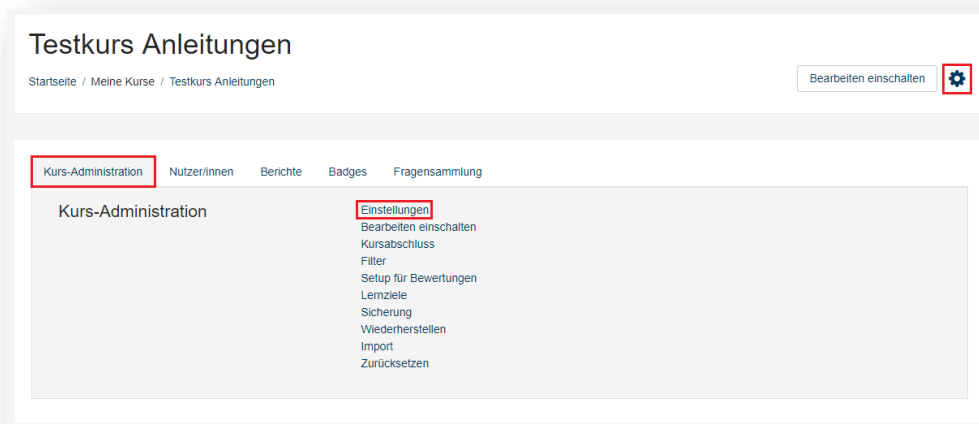 Testkurs Anleitungen
Startseite / Meine Kurse / Testkurs Anleitungen
Bearbeiten einschalten
Kurs-Administration Nutzer/innen Berichte Badges Fragensammlung
Kurs-Administration
Einstellungen
Bearbeiten einschalten
Kursabschluss
Filter
Setup für Bewertungen
Lernziele
Sicherung
Wiederherstellen
Import
Zurücksetzen